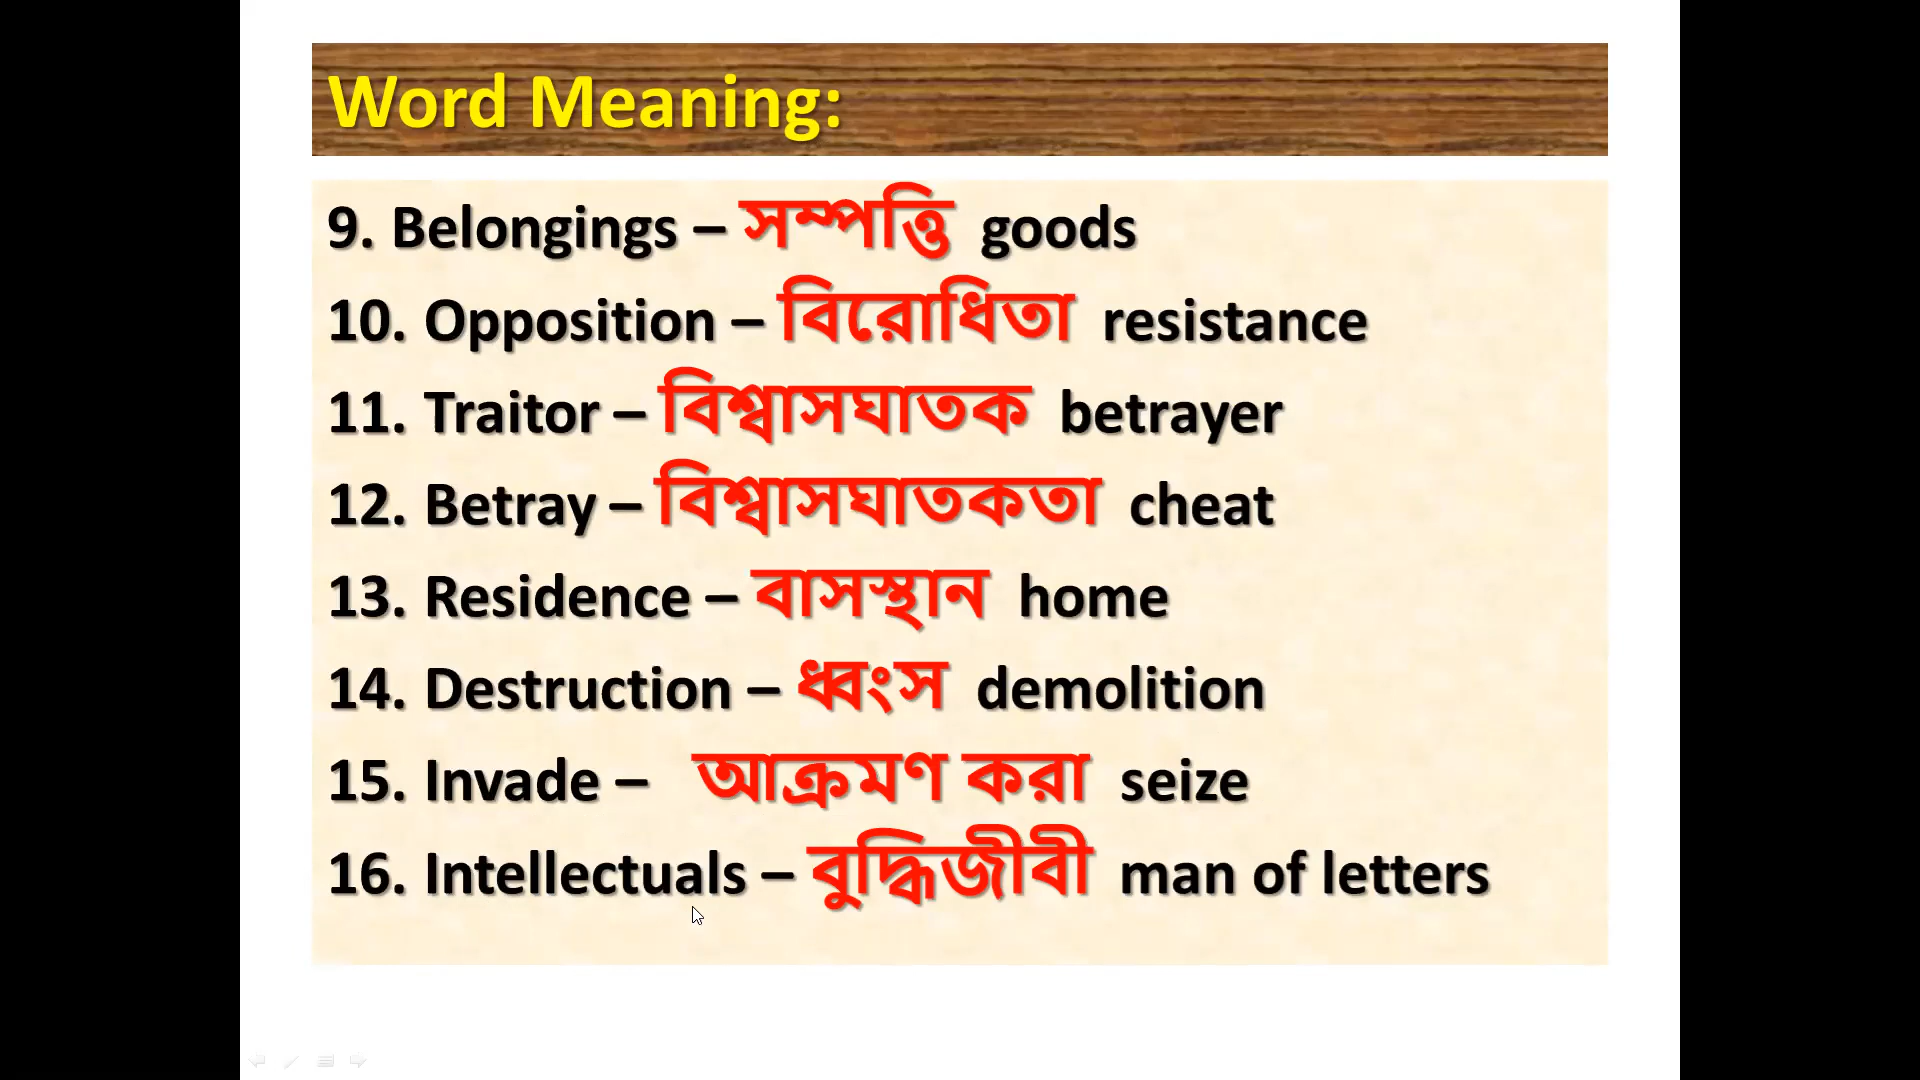 Word Meaning:
9. Belongings – সম্পত্তি goods
10. Opposition – বিরোধিতা resistance
11. Traitor – বিশ্বাসঘাতক betrayer
12. Betray – বিশ্বাসঘাতকতা cheat
13. Residence – বাসস্থান home
14. Destruction – ধ্বংস demolition
15. Invade – আক্রমণ করা seize
16. Intellectuals – বুদ্ধিজীবী man of letters